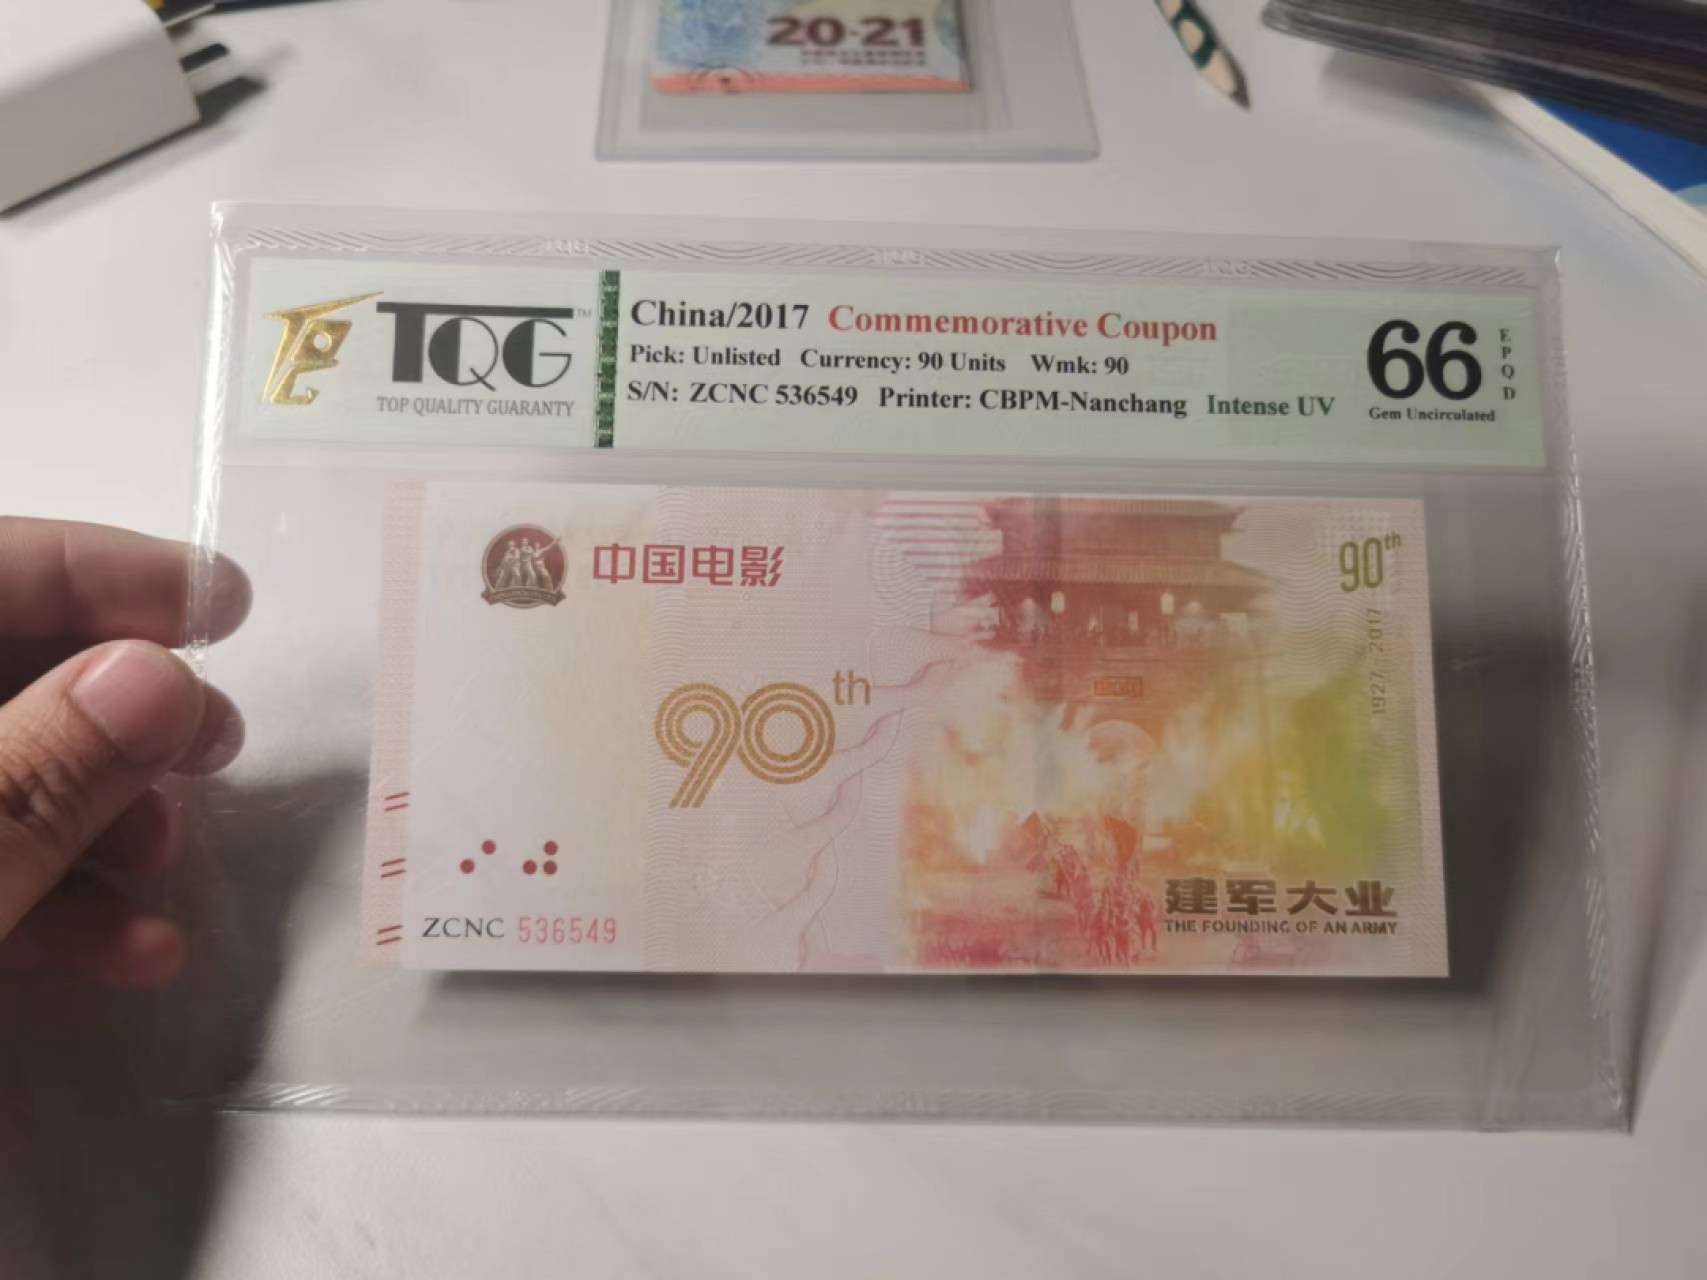 20·21
TQG™
TOP QUALITY GUARANTY
China/2017 Commemorative Coupon
Pick: Unlisted Currency: 90 Units Wmk: 90
S/N: ZCNC 536549 Printer: CBPM-Nanchang Intense UV
66
EPQD
Gem Uncirculated
中国电影
90th
1927-2017
90th
建军大业
THE FOUNDING OF AN ARMY
ZCNC 536549